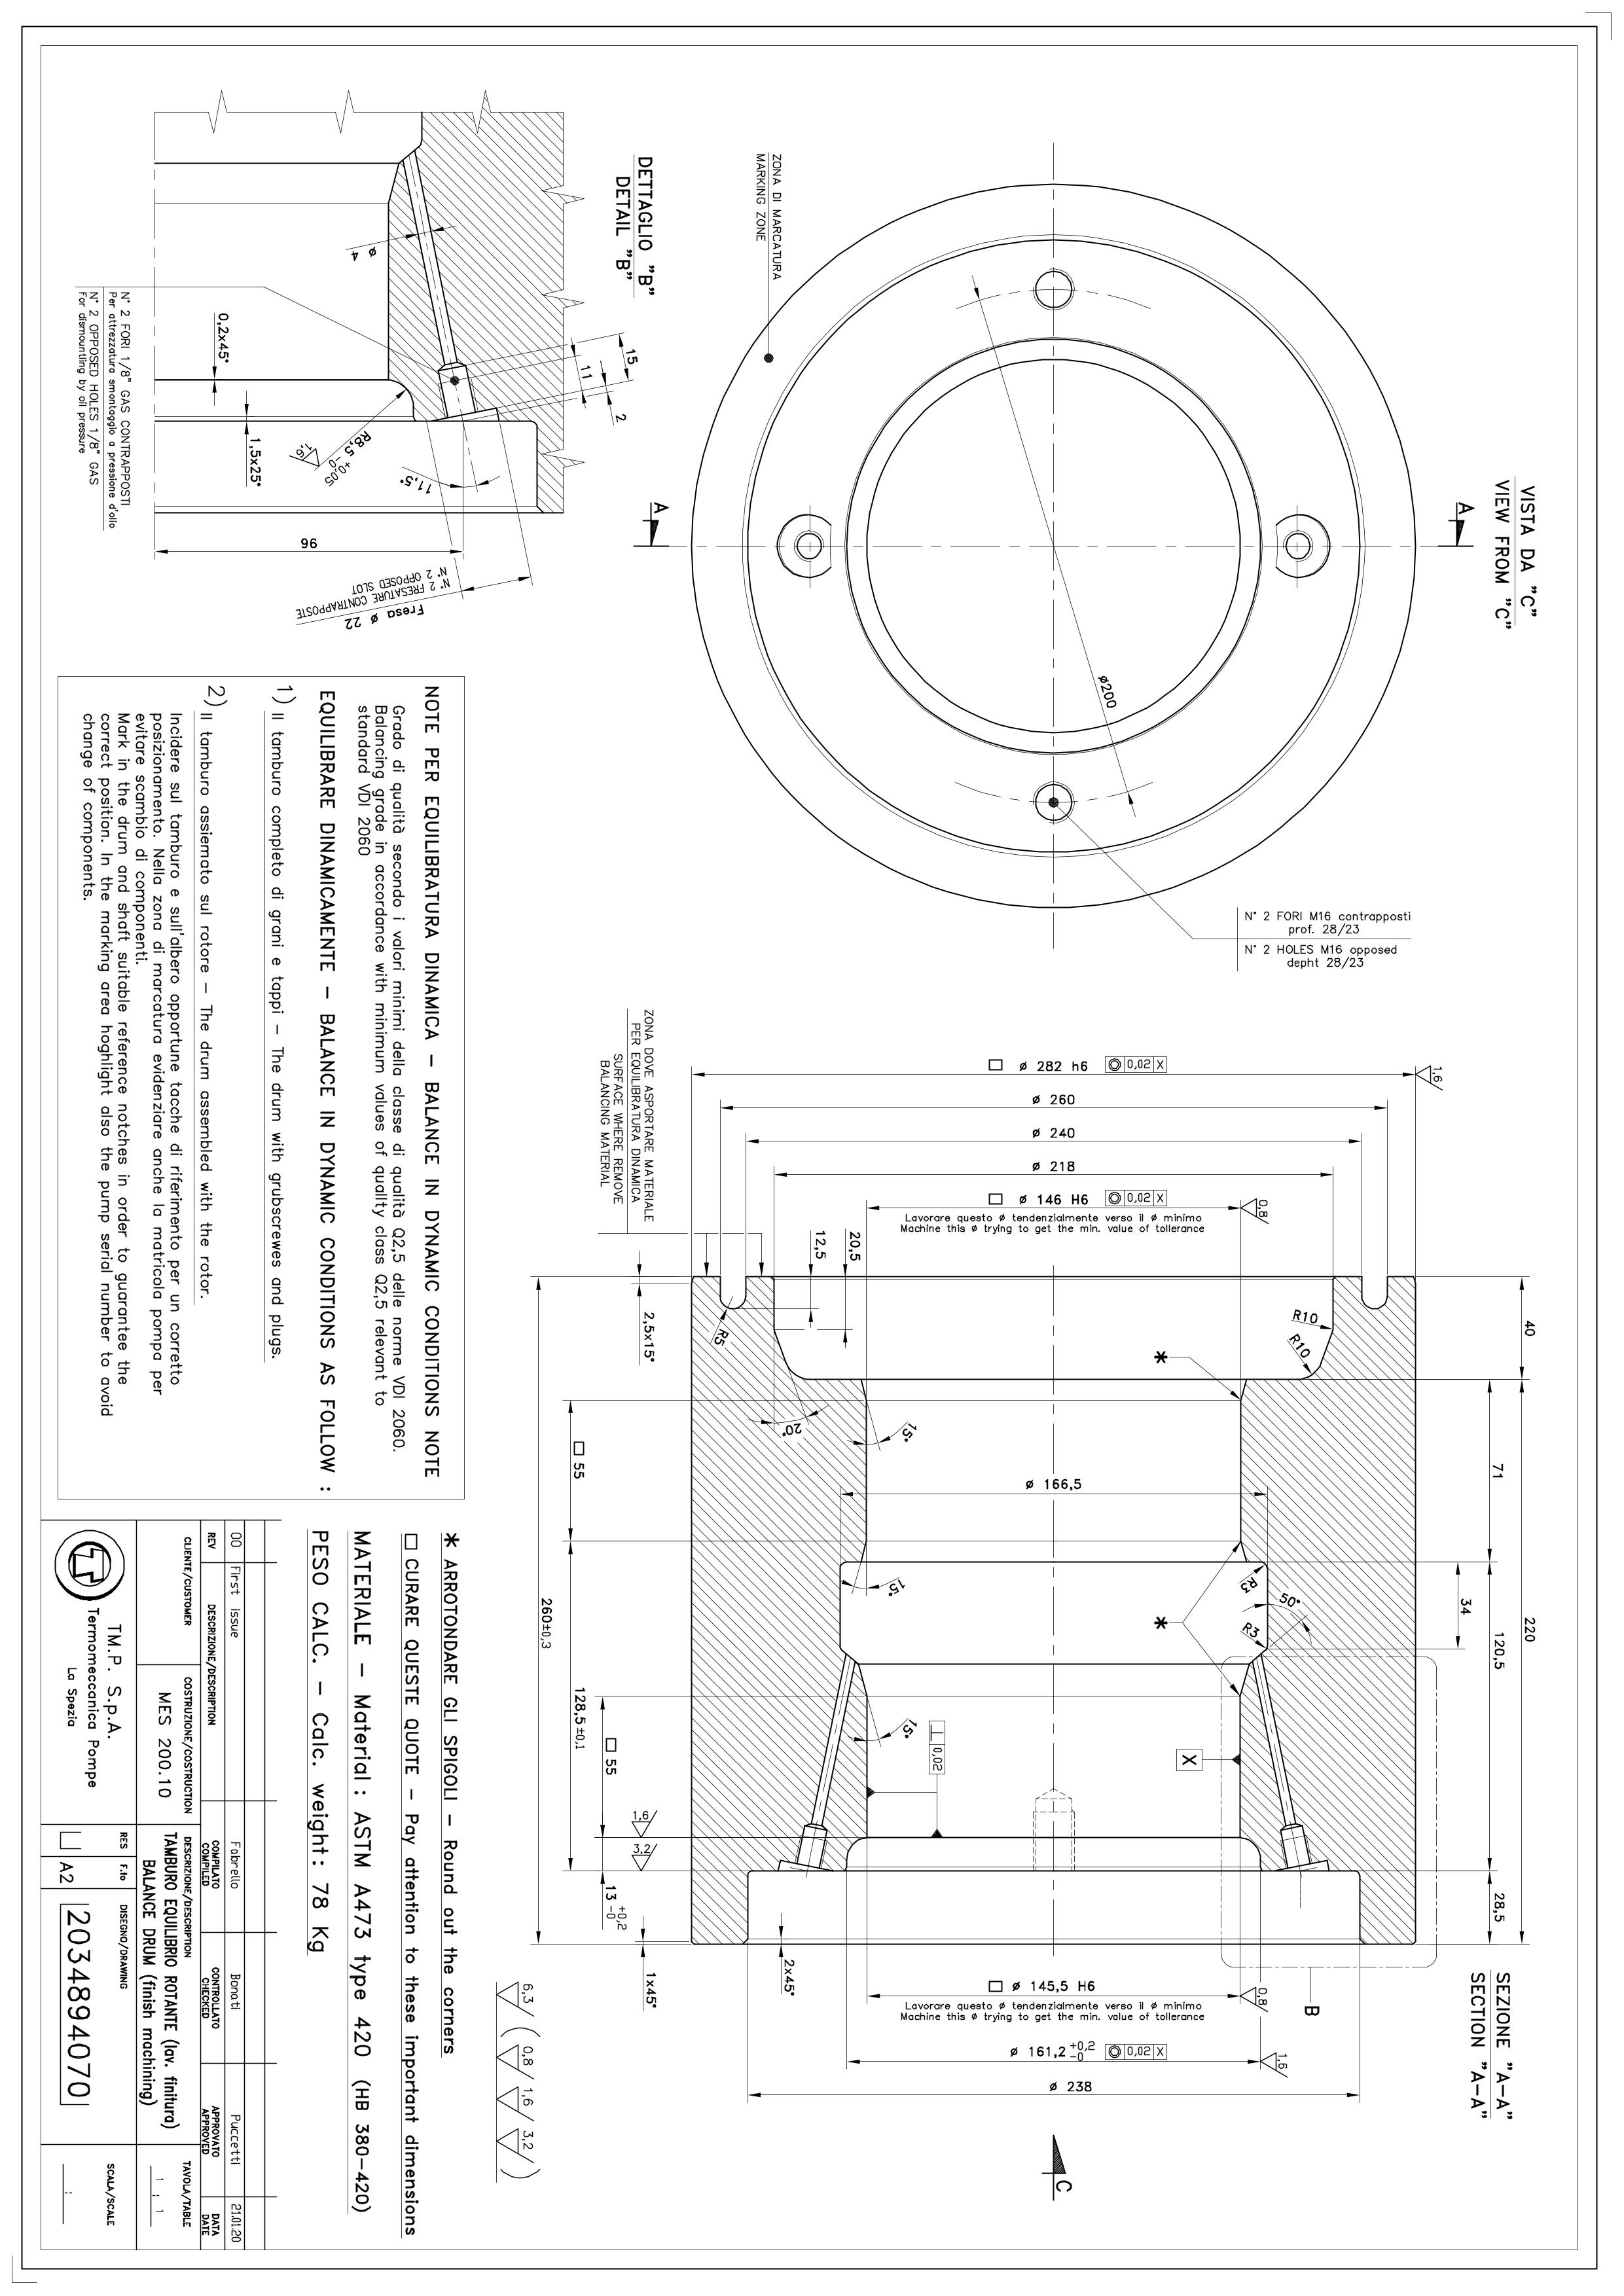 VISTA DA "C"
VIEW FROM "C"
A
A
ZONA DI MARCATURA
MARKING ZONE
ø200
N° 2 FORI M16 contrapposti
prof. 28/23
N° 2 HOLES M16 opposed
depht 28/23
DETTAGLIO "B"
DETAIL "B"
ø 4
15
11
2
0,2x45°
1,5x25°
R8,5 +0,05 -0
1,6
11,5°
96
Fresa ø 22
N° 2 FRESATURE CONTRAPPOSTE
N° 2 OPPOSED SLOT
N° 2 FORI 1/8" GAS CONTRAPPOSTI
Per attrezzatura smontaggio a pressione d'olio
N° 2 OPPOSED HOLES 1/8" GAS
For dismountling by oil pressure
SEZIONE "A-A"
SECTION "A-A"
ø 282 h6 0,02 X
1,6
ø 260
ø 240
ø 218
ø 146 H6 0,02 X
0,8
Lavorare questo ø tendenzialmente verso il ø minimo
Machine this ø trying to get the min. value of tollerance
ZONA DOVE ASPORTARE MATERIALE
PER EQUILIBRATURA DINAMICA
SURFACE WHERE REMOVE
BALANCING MATERIAL
12,5
20,5
2,5x15°
R5
R10
R10
20°
15°
*
40
220
71
120,5
28,5
34
55
ø 166,5
15°
R3
50°
R3
*
15°
0,02
X
B
260±0,3
128,5±0,1
55
1,6
3,2
13 +0,2 -0
1x45°
2x45°
ø 145,5 H6
0,8
Lavorare questo ø tendenzialmente verso il ø minimo
Machine this ø trying to get the min. value of tollerance
ø 161,2 +0,2 -0 0,02 X
1,6
ø 238
C
6,3 ( 0,8 1,6 3,2 )
NOTE PER EQUILIBRATURA DINAMICA - BALANCE IN DYNAMIC CONDITIONS NOTE
Grado di qualità secondo i valori minimi della classe di qualità Q2,5 delle norme VDI 2060.
Balancing grade in accordance with minimum values of quality class Q2,5 relevant to
standard VDI 2060
EQUILIBRARE DINAMICAMENTE - BALANCE IN DYNAMIC CONDITIONS AS FOLLOW :
1) Il tamburo completo di grani e tappi - The drum with grubscrewes and plugs.
2) Il tamburo assiemato sul rotore - The drum assembled with the rotor.
Incidere sul tamburo e sull'albero opportune tacche di riferimento per un corretto
posizionamento. Nella zona di marcatura evidenziare anche la matricola pompa per
evitare scambio di componenti.
Mark in the drum and shaft suitable reference notches in order to guarantee the
correct position. In the marking area hoghlight also the pump serial number to avoid
change of components.
* ARROTONDARE GLI SPIGOLI - Round out the corners
□ CURARE QUESTE QUOTE - Pay attention to these important dimensions
MATERIALE - Material : ASTM A473 type 420 (HB 380-420)
PESO CALC. - Calc. weight: 78 Kg
00 First issue Fabrello Bonati Puccetti 21.01.20
REV DESCRIZIONE/DESCRIPTION COMPILATO COMPILED CONTROLLATO CHECKED APPROVATO APPROVED DATA DATE
CLIENTE/CUSTOMER
COSTRUZIONE/COSTRUCTION
MES 200.10
DESCRIZIONE/DESCRIPTION
TAMBURO EQUILIBRIO ROTANTE (lav. finitura)
BALANCE DRUM (finish machining)
TAVOLA/TABLE
1 : 1
T.M.P. S.p.A.
Termomeccanica Pompe
La Spezia
RES
F.to
A2
DISEGNO/DRAWING
2034894070
SCALA/SCALE
: